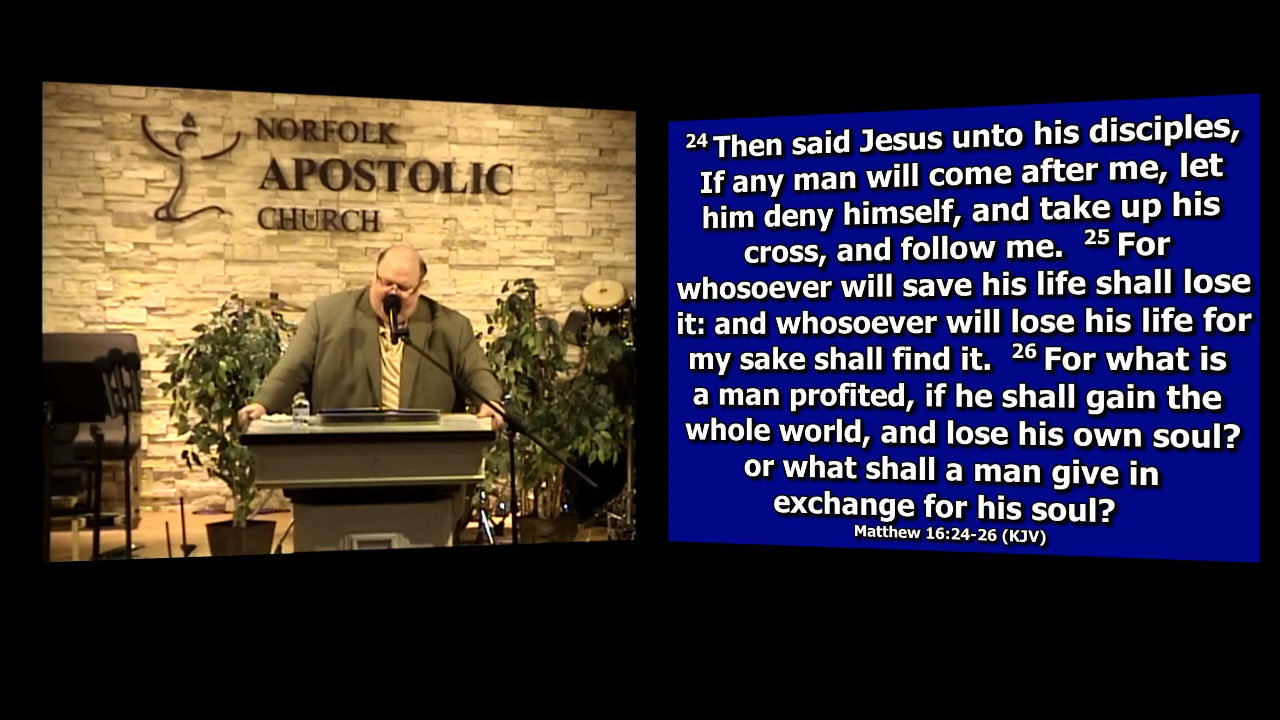 NORFOLK
APOSTOLIC
CHURCH
24 Then said Jesus unto his disciples,
If any man will come after me, let
him deny himself, and take up his
cross, and follow me. 25 For
whosoever will save his life shall lose
it: and whosoever will lose his life for
my sake shall find it. 26 For what is
a man profited, if he shall gain the
whole world, and lose his own soul?
or what shall a man give in
exchange for his soul?
Matthew 16:24-26 (KJV)